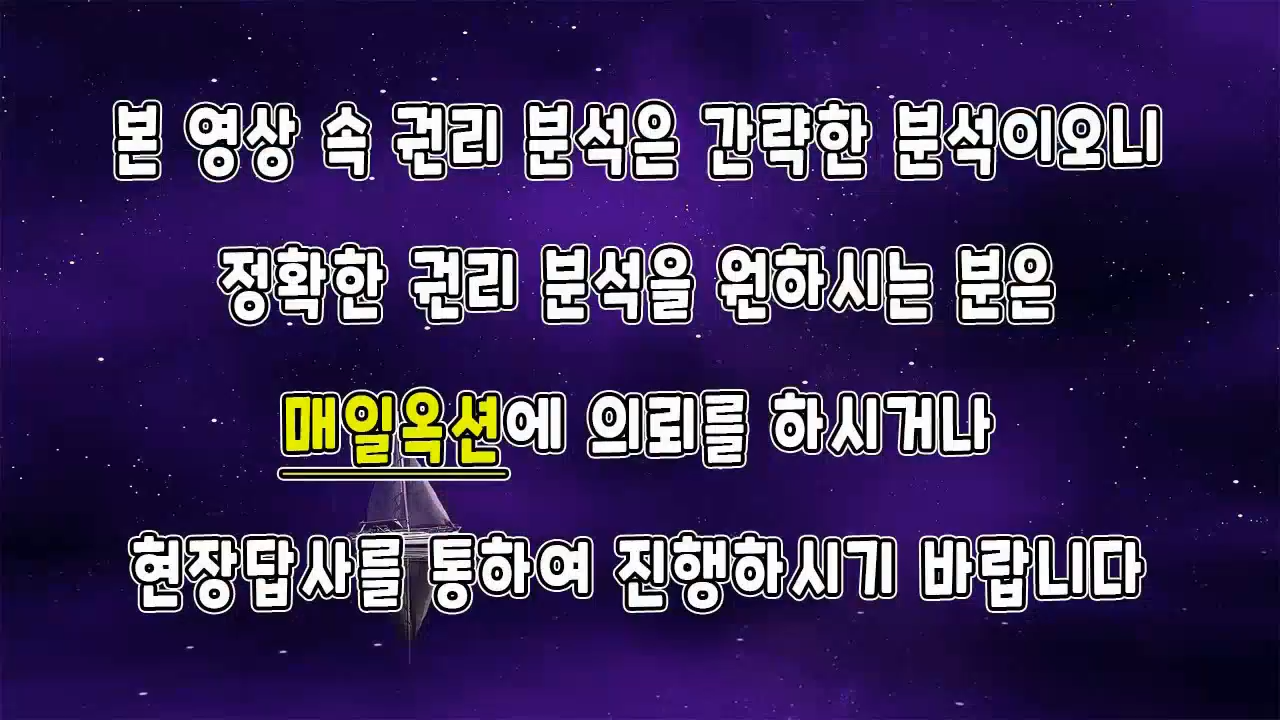 본 영상 속 권리 분석은 간략한 분석이오니
정확한 권리 분석을 원하시는 분은
매일옥션에 의뢰를 하시거나
현장답사를 통하여 진행하시기 바랍니다